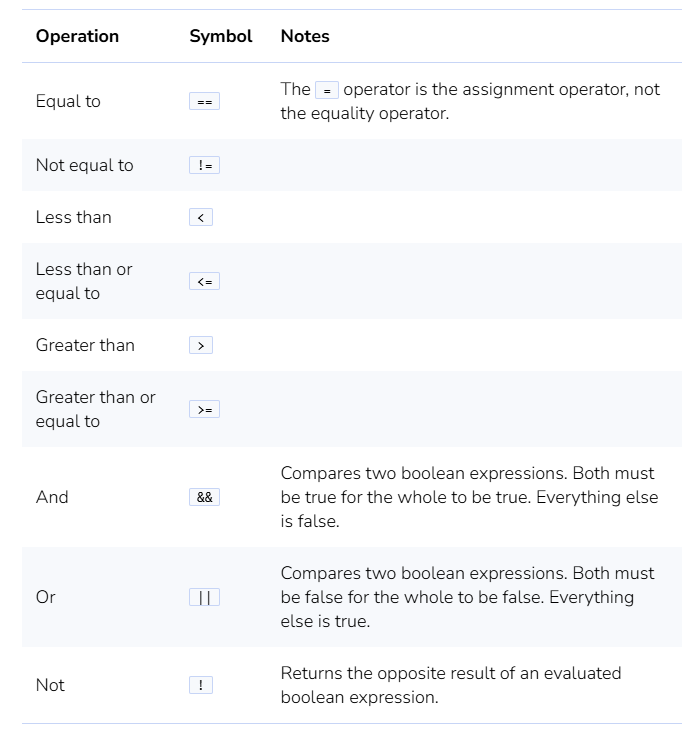 Operation Symbol Notes
Equal to == The = operator is the assignment operator, not
the equality operator.
Not equal to !=
Less than <
Less than or
equal to <=
Greater than >
Greater than or
equal to >=
And && Compares two boolean expressions. Both must
be true for the whole to be true. Everything else
is false.
Or || Compares two boolean expressions. Both must
be false for the whole to be false. Everything
else is true.
Not ! Returns the opposite result of an evaluated
boolean expression.